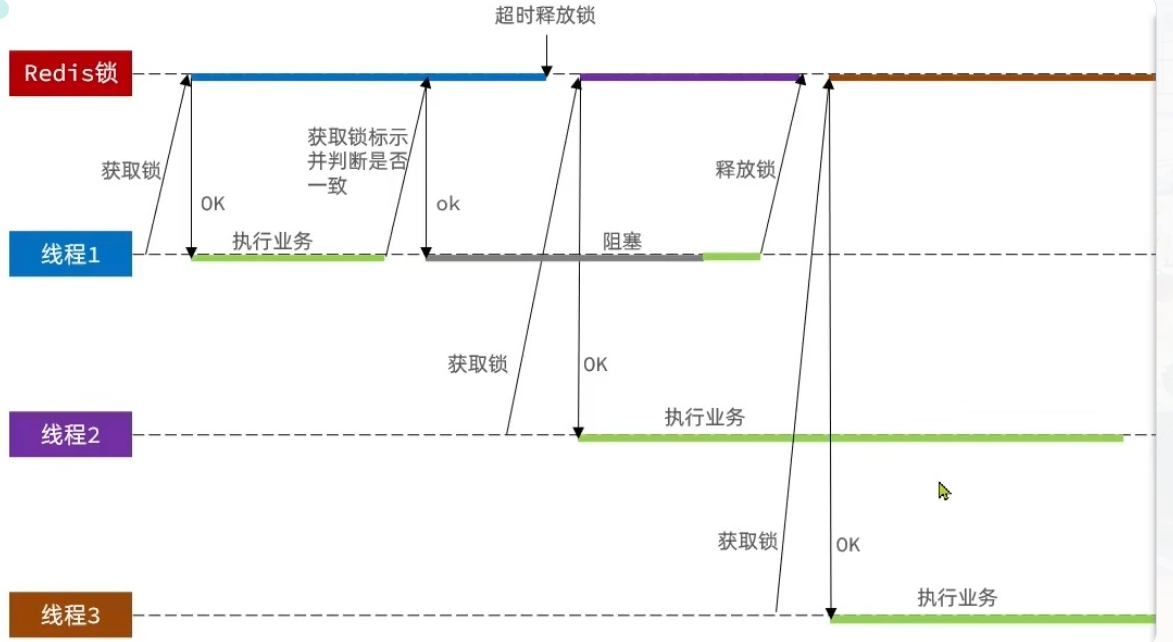 超时释放锁
Redis锁
获取锁
获取锁标示
并判断是否
一致
释放锁
OK
ok
执行业务
阻塞
线程1
获取锁
OK
执行业务
线程2
获取锁
OK
执行业务
线程3